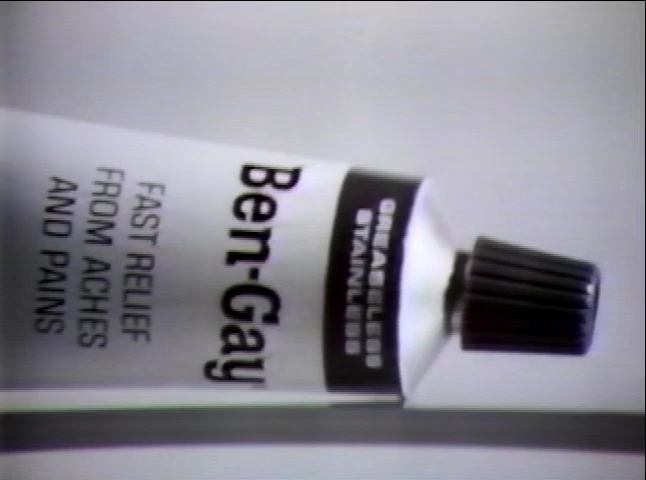 GREASELESS
STAINLESS
Ben-Gay
FAST RELIEF
FROM ACHES
AND PAINS